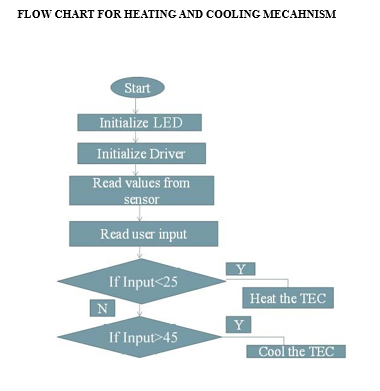 FLOW CHART FOR HEATING AND COOLING MECAHNISM
Start
Initialize LED
Initialize Driver
Read values from
sensor
Read user input
If Input<25
Y
Heat the TEC
N
If Input>45
Y
Cool the TEC